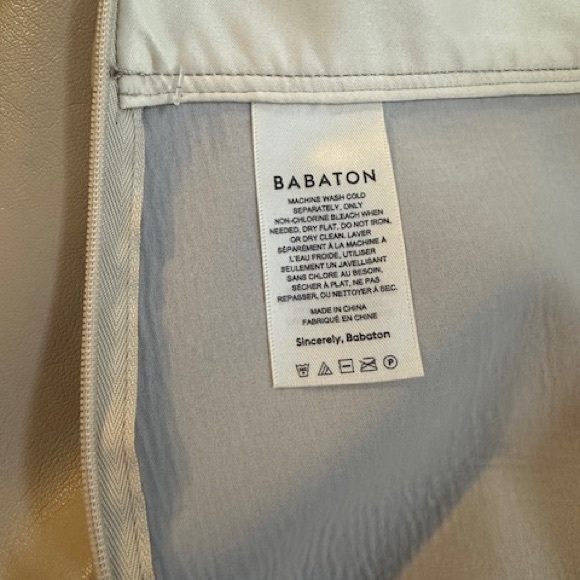 BABATON
MACHINE WASH COLD
SEPARATELY, ONLY
NON-CHLORINE BLEACH WHEN
NEEDED, DRY FLAT, DO NOT IRON,
OR DRY CLEAN. LAVER
SÉPARÉMENT À LA MACHINE À
L'EAU FROIDE, UTILISER
SEULEMENT UN JAVELLISANT
SANS CHLORE AU BESOIN,
SÉCHER À PLAT, NE PAS
REPASSER, OU NETTOYER À SEC.
MADE IN CHINA
FABRIQUÉ EN CHINE
Sincerely, Babaton
P